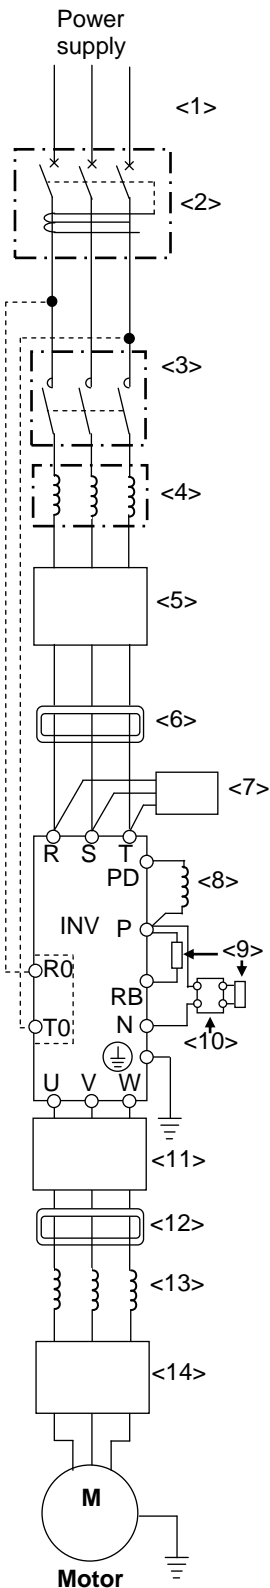 Power
supply
<1>
<2>
<3>
<4>
<5>
<6>
<7>
R S T
PD
<8>
INV P
<9>
R0
RB
<10>
T0
N
U V W
<11>
<12>
<13>
<14>
M
Motor